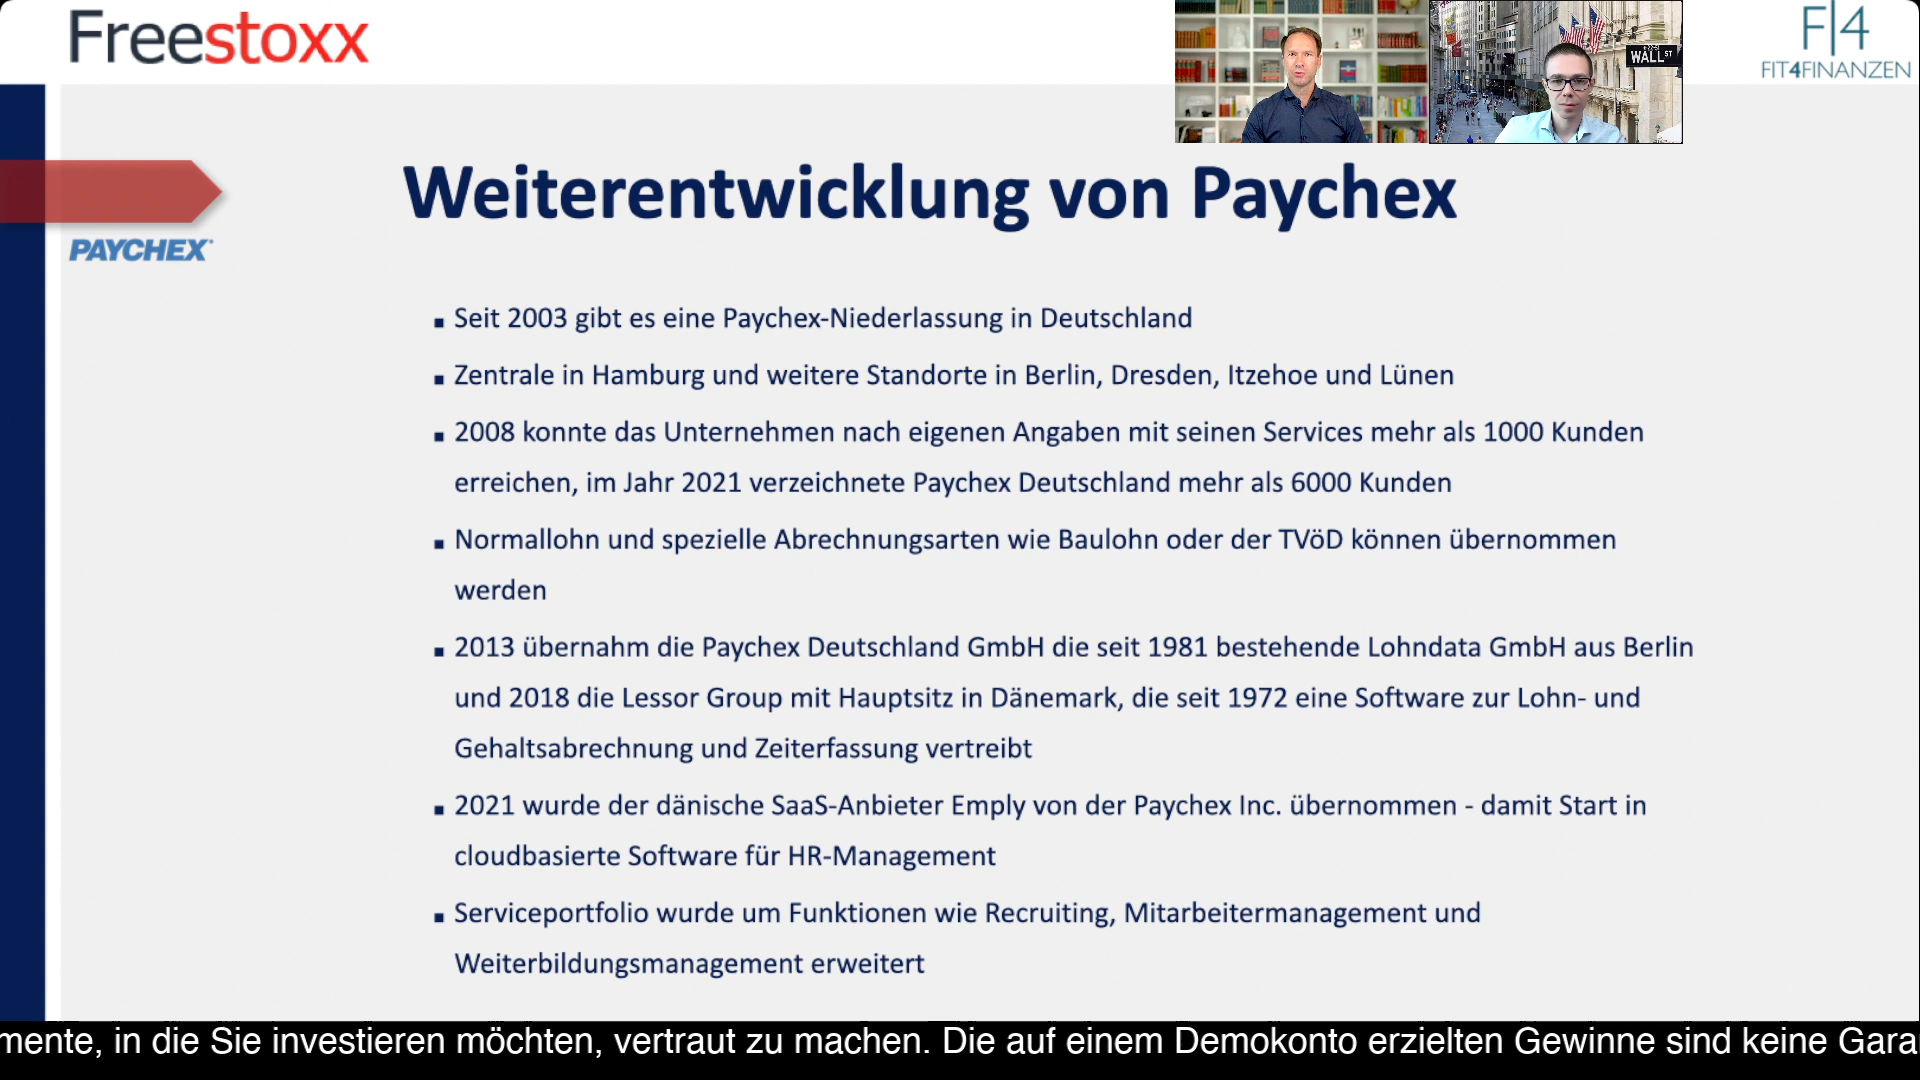 Freestoxx
WALL ST
F|4
FIT4FINANZEN
Weiterentwicklung von Paychex
PAYCHEX
▪ Seit 2003 gibt es eine Paychex-Niederlassung in Deutschland
▪ Zentrale in Hamburg und weitere Standorte in Berlin, Dresden, Itzehoe und Lünen
▪ 2008 konnte das Unternehmen nach eigenen Angaben mit seinen Services mehr als 1000 Kunden
erreichen, im Jahr 2021 verzeichnete Paychex Deutschland mehr als 6000 Kunden
▪ Normallohn und spezielle Abrechnungsarten wie Baulohn oder der TVöD können übernommen
werden
▪ 2013 übernahm die Paychex Deutschland GmbH die seit 1981 bestehende Lohndata GmbH aus Berlin
und 2018 die Lessor Group mit Hauptsitz in Dänemark, die seit 1972 eine Software zur Lohn- und
Gehaltsabrechnung und Zeiterfassung vertreibt
▪ 2021 wurde der dänische SaaS-Anbieter Emply von der Paychex Inc. übernommen - damit Start in
cloudbasierte Software für HR-Management
▪ Serviceportfolio wurde um Funktionen wie Recruiting, Mitarbeitermanagement und
Weiterbildungsmanagement erweitert
mente, in die Sie investieren möchten, vertraut zu machen. Die auf einem Demokonto erzielten Gewinne sind keine Gara